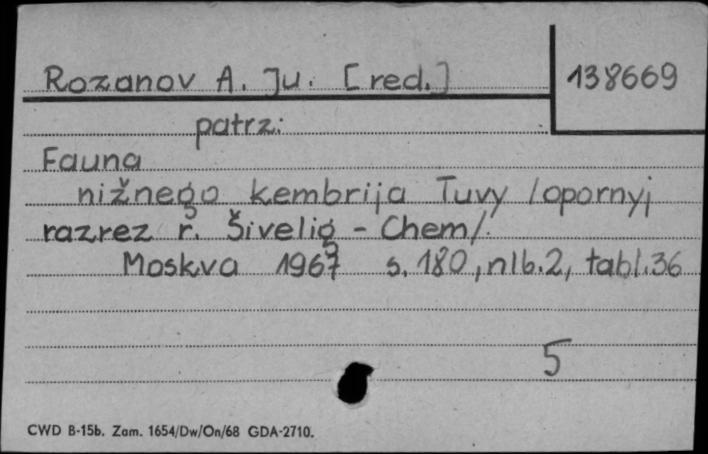 Rozanov A. Ju. [red.]
138669
patrz:
Fauna
nižnego kembrija Tuvy /opornyj
razrez r. Šivelig - Chem/.
Moskva 1967 s. 180, nlb. 2, tabl. 36
5
CWD B-15b. Zam. 1654/Dw/On/68 GDA-2710.